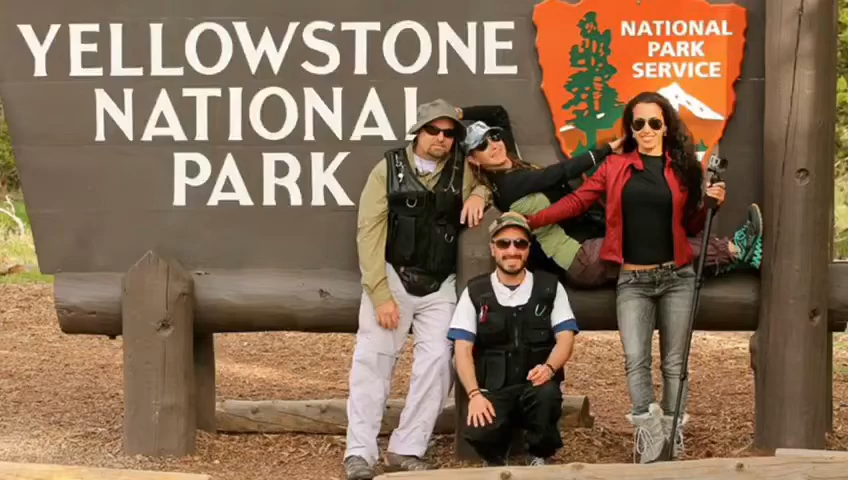 YELLOWSTONE
NATIONAL
PARK
NATIONAL
PARK
SERVICE